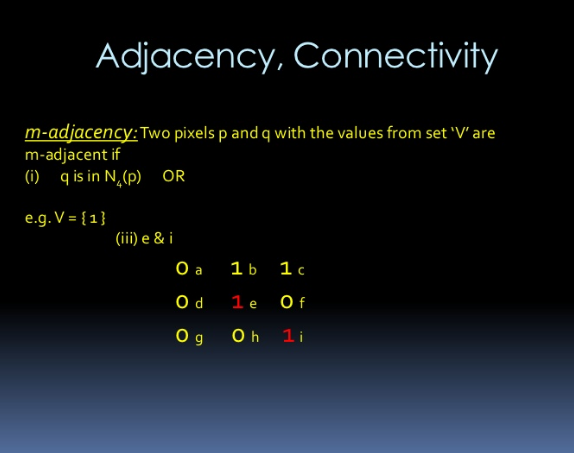 Adjacency, Connectivity
m-adjacency: Two pixels p and q with the values from set ‘V’ are
m-adjacent if
(i) q is in N4(p) OR
e.g. V = { 1 }
(iii) e & i
0 a 1 b 1 c
0 d 1 e 0 f
0 g 0 h 1 i